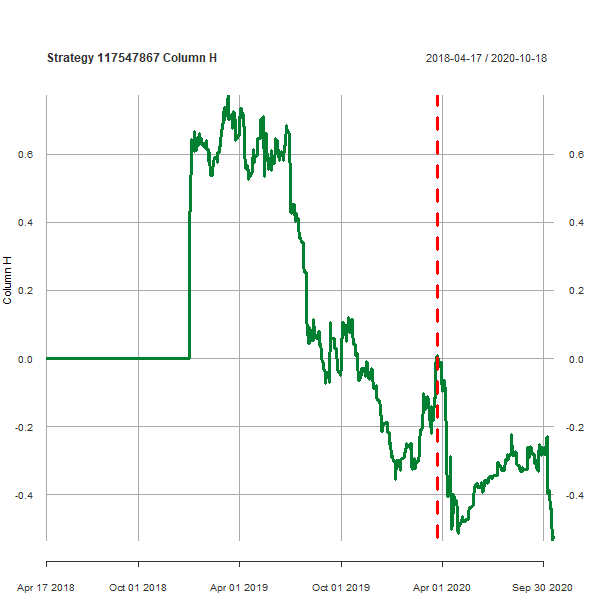 Strategy 117547867 Column H
2018-04-17 / 2020-10-18
Column H
0.6
0.4
0.2
0.0
-0.2
-0.4
0.6
0.4
0.2
0.0
-0.2
-0.4
Apr 17 2018
Oct 01 2018
Apr 01 2019
Oct 01 2019
Apr 01 2020
Sep 30 2020